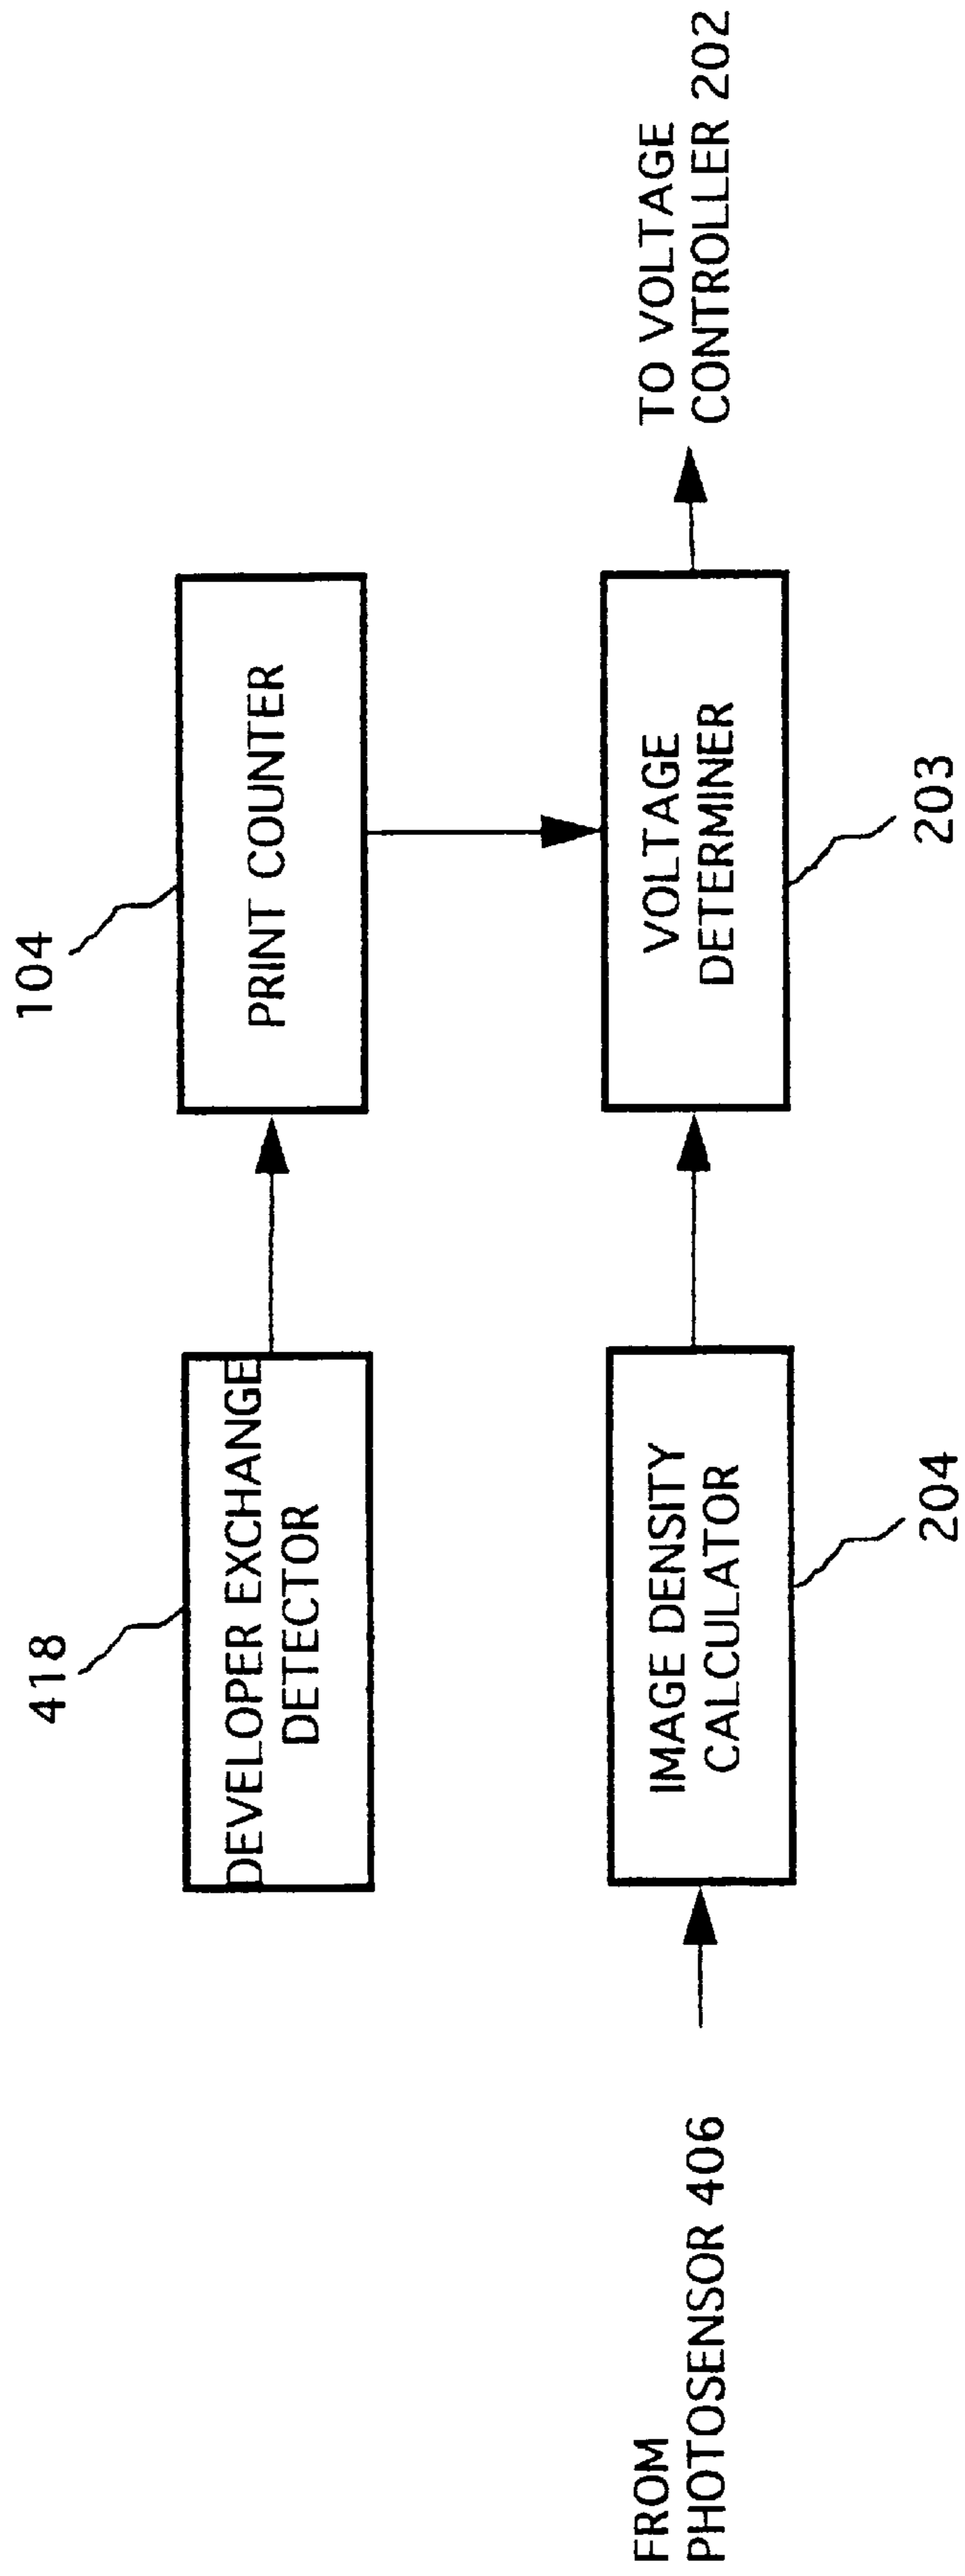 418
DEVELOPER EXCHANGE
DETECTOR
104
PRINT COUNTER
FROM
PHOTOSENSOR 406
IMAGE DENSITY
CALCULATOR
204
VOLTAGE
DETERMINER
203
TO VOLTAGE
CONTROLLER 202